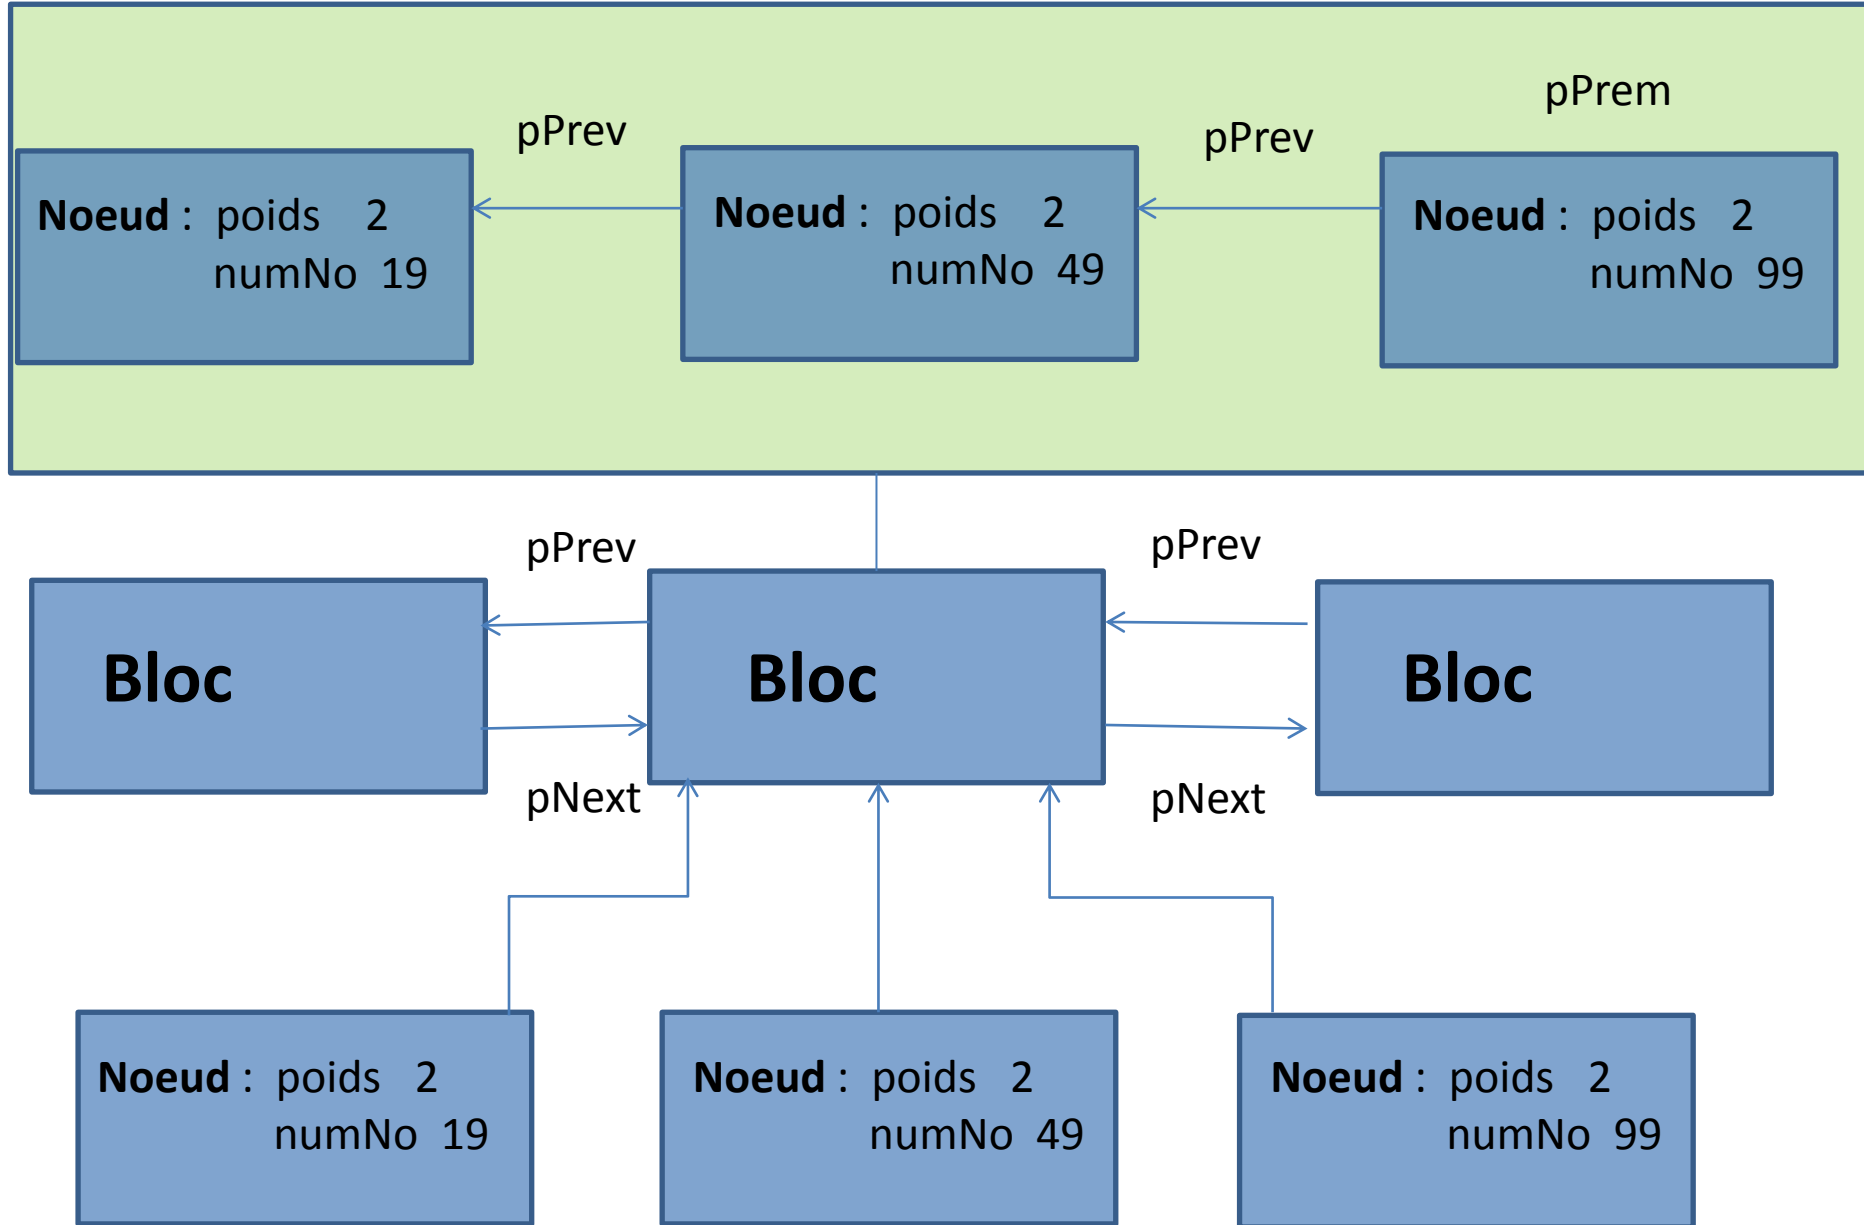 pPrem
pPrev
pPrev
Noeud : poids 2
numNo 19
Noeud : poids 2
numNo 49
Noeud : poids 2
numNo 99
pPrev
pPrev
Bloc
Bloc
Bloc
pNext
pNext
Noeud : poids 2
numNo 19
Noeud : poids 2
numNo 49
Noeud : poids 2
numNo 99